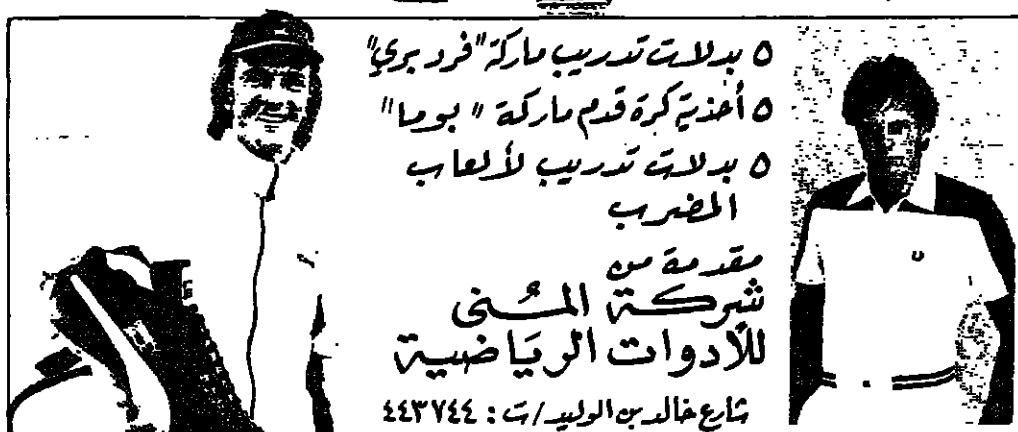 ٥ بدلات تدريب ماركة "فرد بري"
٥ أحذية كرة قدم ماركة "بوما"
٥ بدلات تدريب لألعاب
المضرب
مقدمة من
شركة المسنى
للأدوات الرياضية
شارع خالد بن الوليد / ت : ٤٤٣٧٤٤